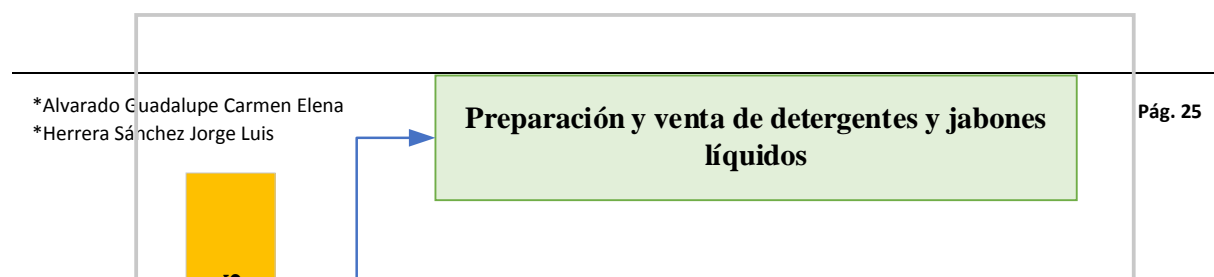 *Alvarado Guadalupe Carmen Elena
*Herrera Sánchez Jorge Luis
Pág. 25
Preparación y venta de detergentes y jabones
líquidos